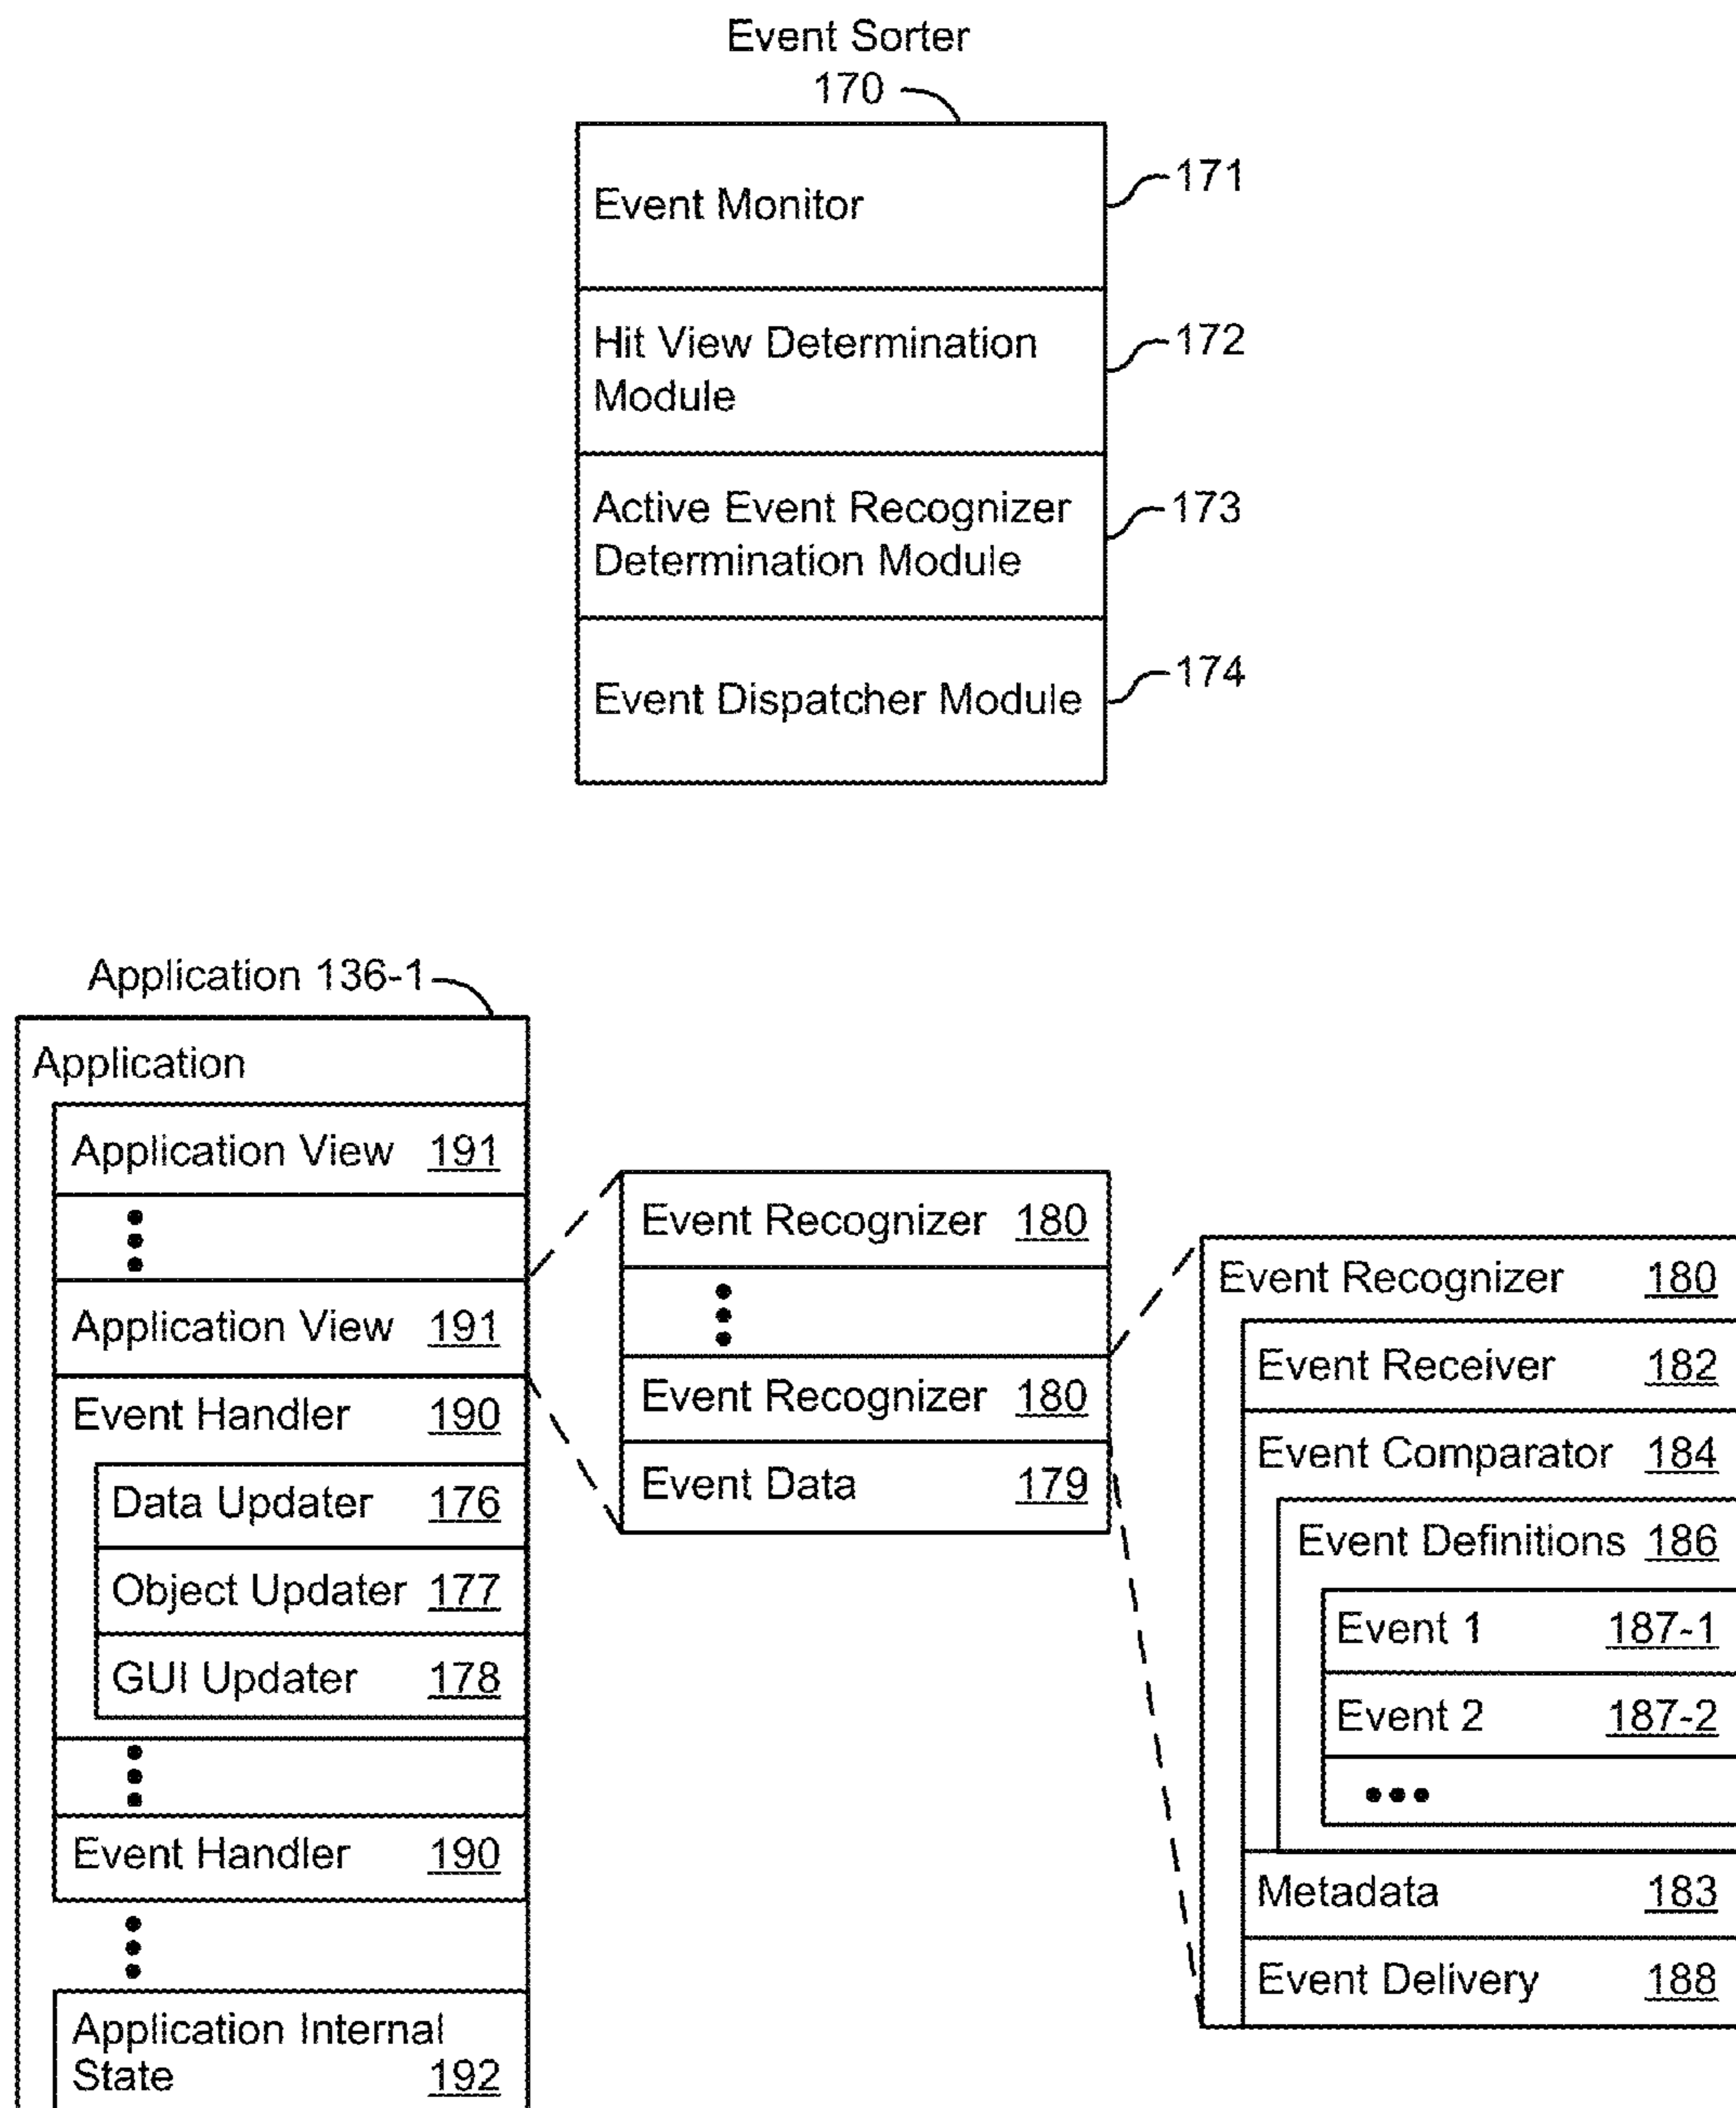 Event Sorter
170
Event Monitor
171
Hit View Determination
Module
172
Active Event Recognizer
Determination Module
173
Event Dispatcher Module
174
Application 136-1
Application
Application View 191
Application View 191
Event Handler 190
Data Updater 176
Object Updater 177
GUI Updater 178
Event Handler 190
Application Internal
State 192
Event Recognizer 180
Event Recognizer 180
Event Data 179
Event Recognizer 180
Event Receiver 182
Event Comparator 184
Event Definitions 186
Event 1 187-1
Event 2 187-2
Metadata 183
Event Delivery 188